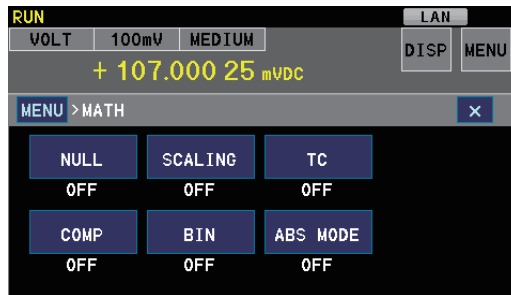 RUN LAN
VOLT 100mV MEDIUM DISP MENU
+ 107.000 25 mVDC
MENU >MATH ×
NULL SCALING TC
OFF OFF OFF
COMP BIN ABS MODE
OFF OFF OFF